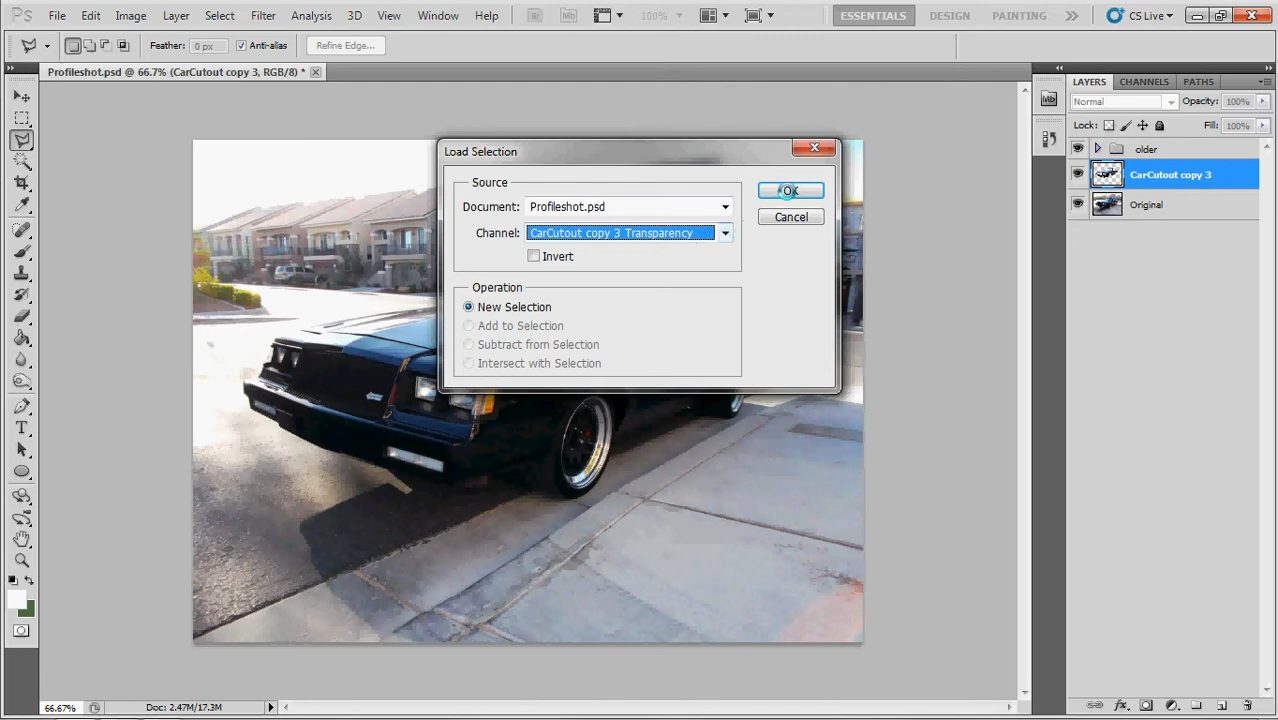 Ps File Edit Image Layer Select Filter Analysis 3D View Window Help Br Mb 100% ESSENTIALS DESIGN PAINTING CS Live
Feather: 0 px Anti-alias Refine Edge...
Profileshot.psd @ 66.7% (CarCutout copy 3, RGB/8) *
LAYERS CHANNELS PATHS
Normal Opacity: 100%
Lock: Fill: 100%
Mb
older
CarCutout copy 3
Original
Load Selection
Source
Document: Profileshot.psd
Channel: CarCutout copy 3 Transparency
Invert
OK
Cancel
Operation
New Selection
Add to Selection
Subtract from Selection
Intersect with Selection
T
66.67% Doc: 2.47M/17.3M
fx